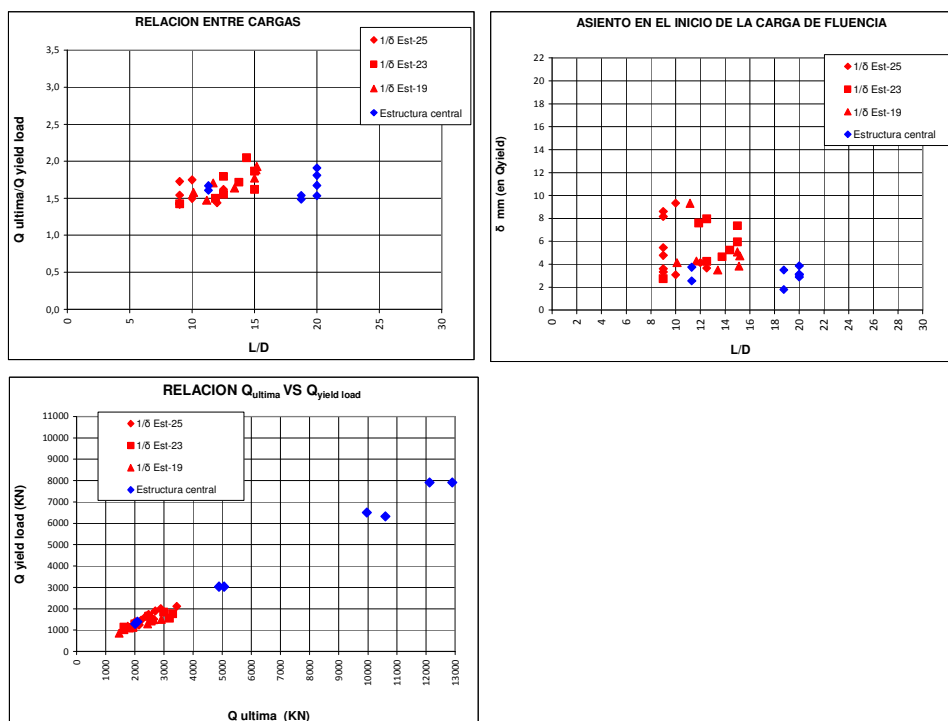 RELACION ENTRE CARGAS
1/δ Est-25
1/δ Est-23
1/δ Est-19
Estructura central
Q ultima/Q yield load
3,5
3,0
2,5
2,0
1,5
1,0
0,5
0,0
0 5 10 15 20 25 30
L/D
ASIENTO EN EL INICIO DE LA CARGA DE FLUENCIA
1/δ Est-25
1/δ Est-23
1/δ Est-19
Estructura central
δ mm (en Qyield)
22
20
18
16
14
12
10
8
6
4
2
0
0 2 4 6 8 10 12 14 16 18 20 22 24 26 28 30
L/D
RELACION Qultima VS Qyield load
1/δ Est-25
1/δ Est-23
1/δ Est-19
Estructura central
Q yield load (KN)
11000
10000
9000
8000
7000
6000
5000
4000
3000
2000
1000
0
0 1000 2000 3000 4000 5000 6000 7000 8000 9000 10000 11000 12000 13000
Q ultima (KN)